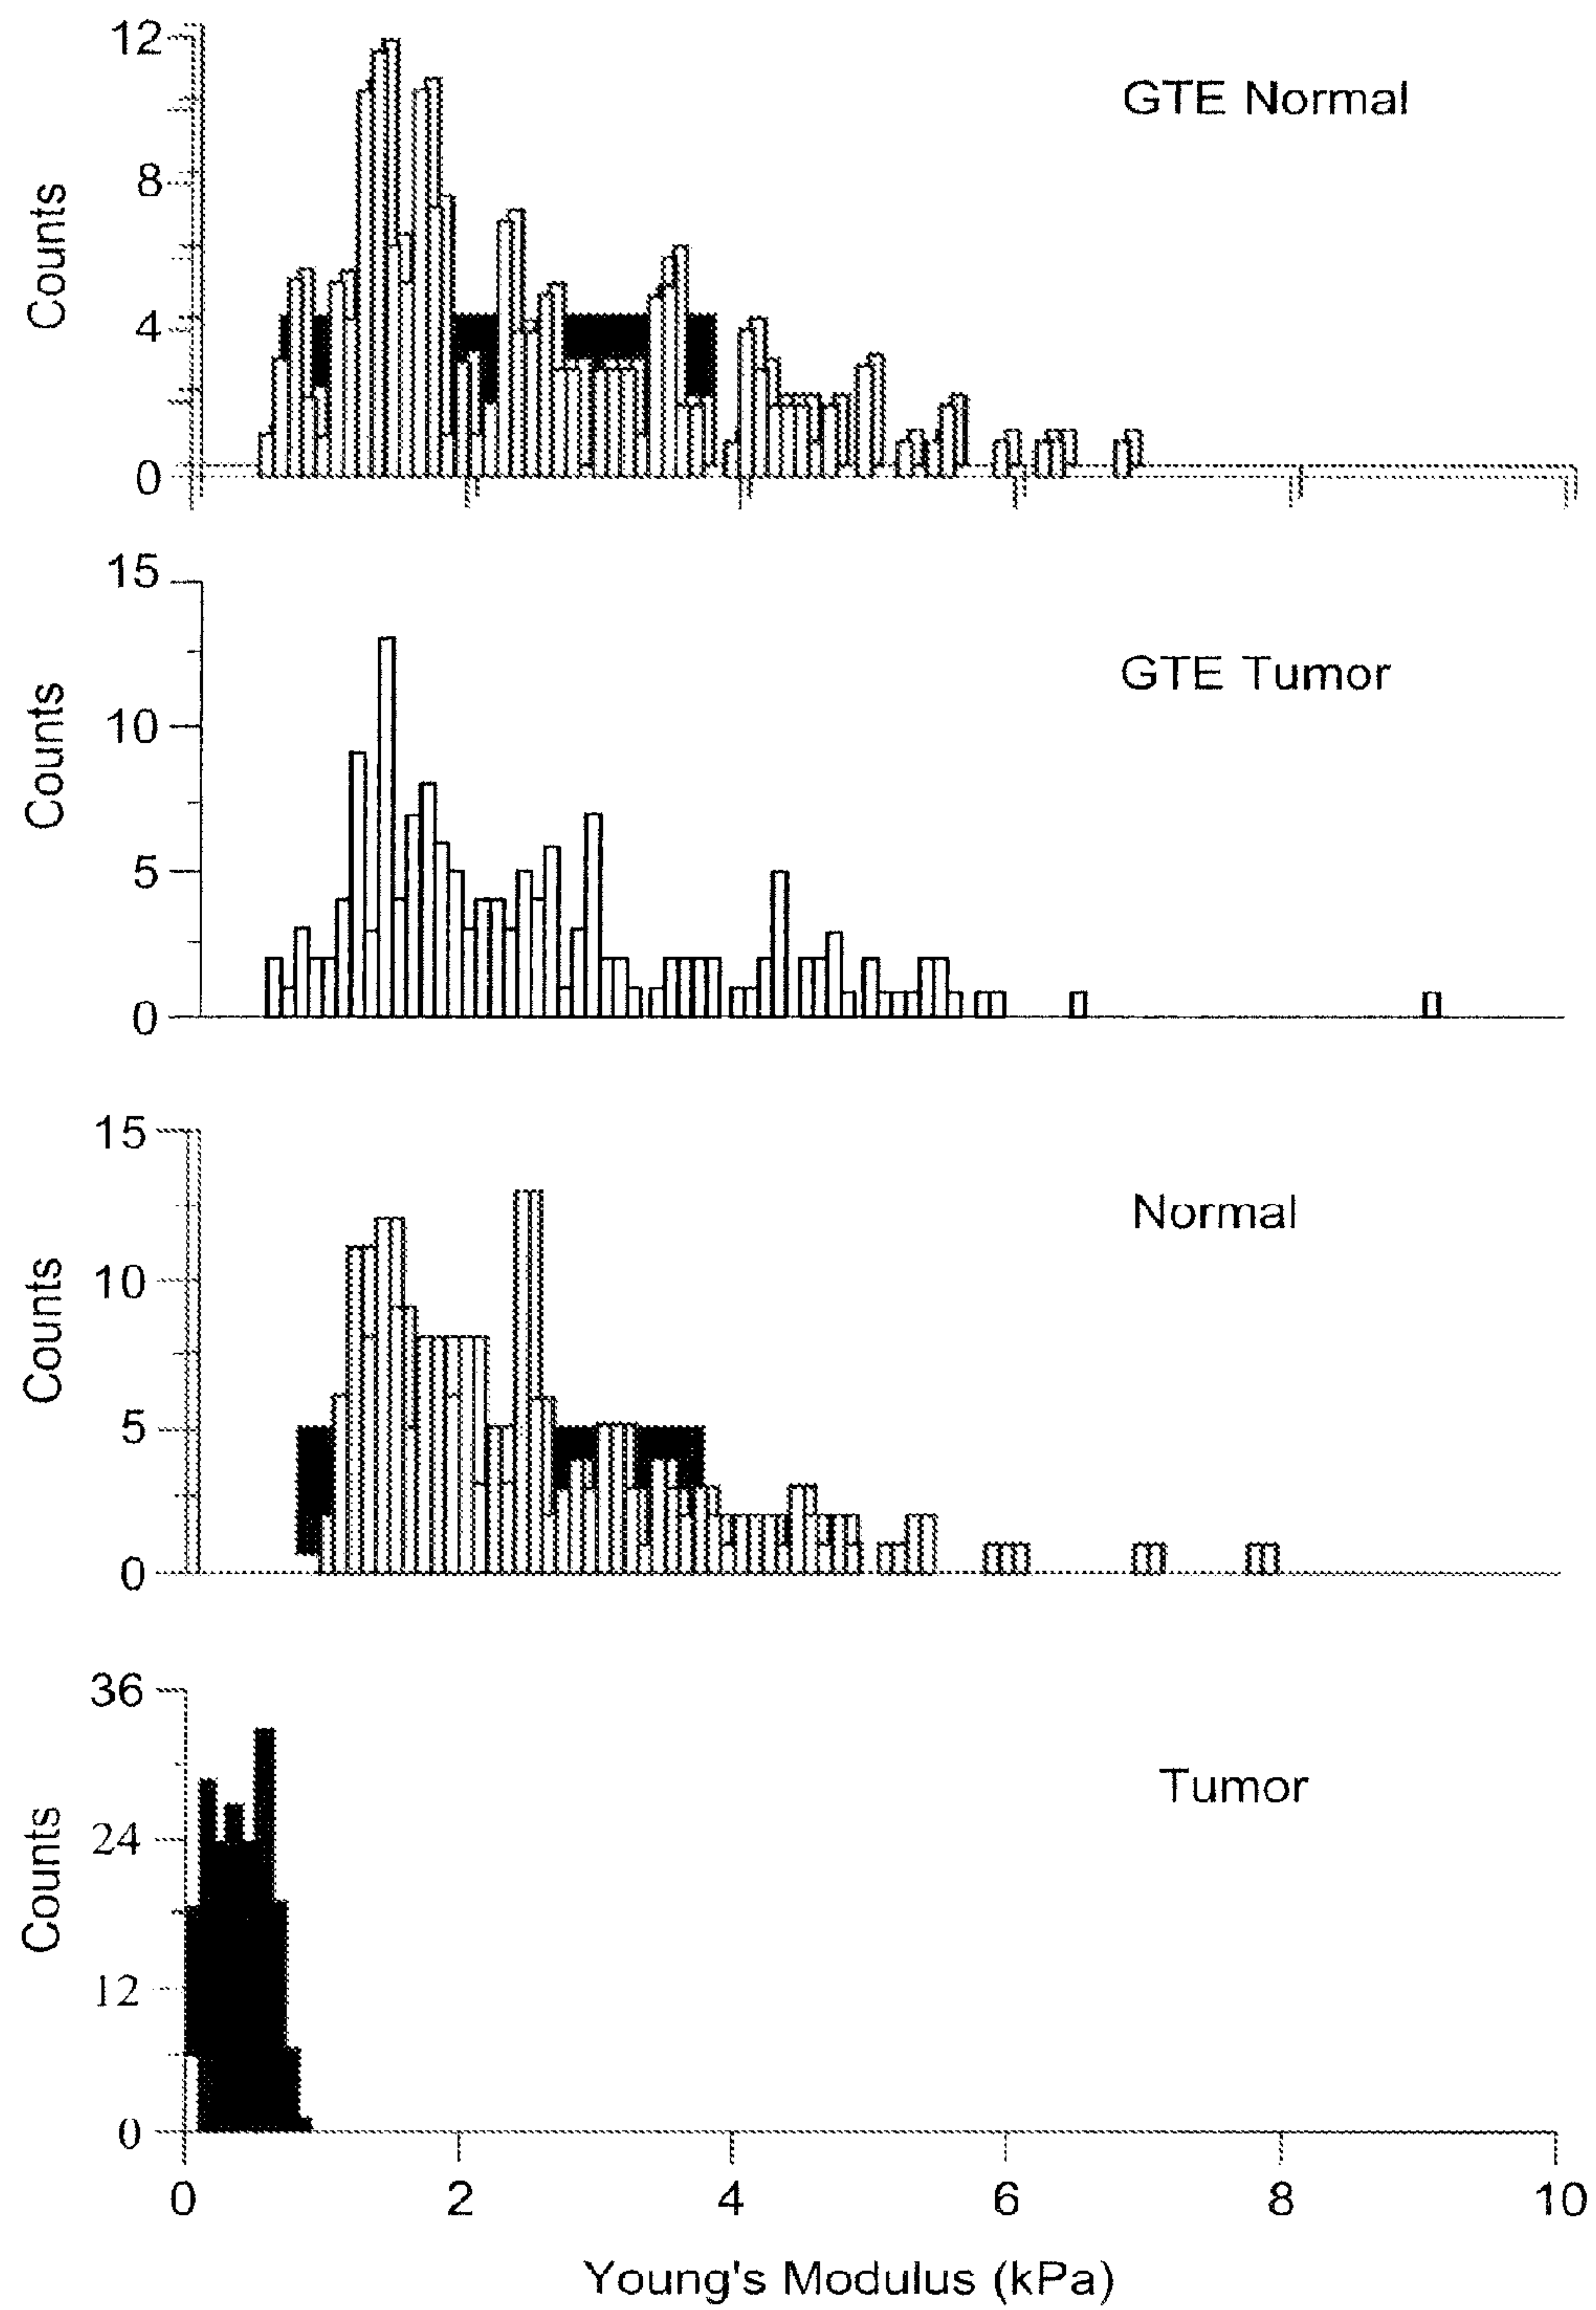 12
GTE Normal
8
Counts
4
0
15
GTE Tumor
10
Counts
5
0
15
Normal
10
Counts
5
0
36
Tumor
24
Counts
12
0
0 2 4 6 8 10
Young's Modulus (kPa)